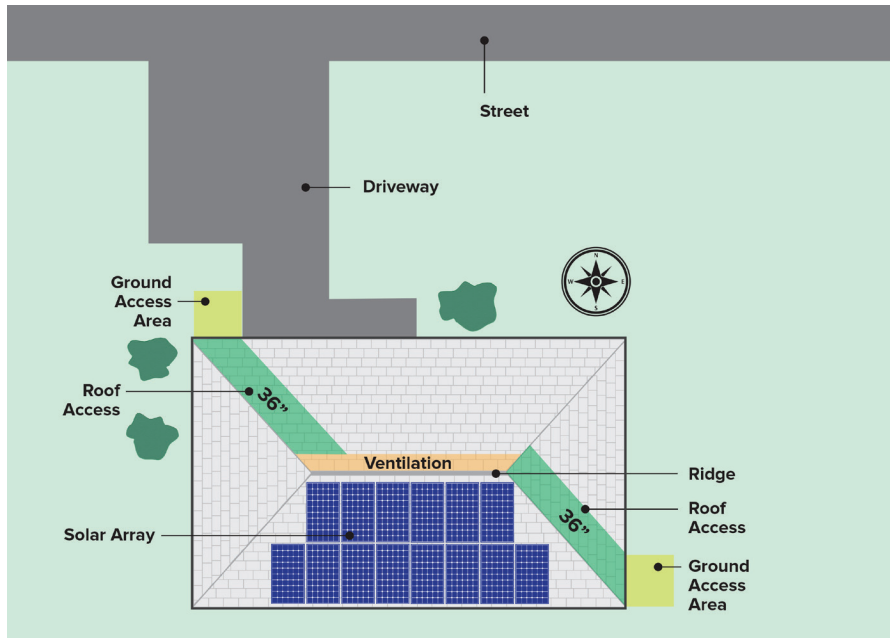 Street
Driveway
N
W
E
S
Ground
Access
Area
Roof
Access
36”
Ventilation
Ridge
Solar Array
36”
Roof
Access
Ground
Access
Area